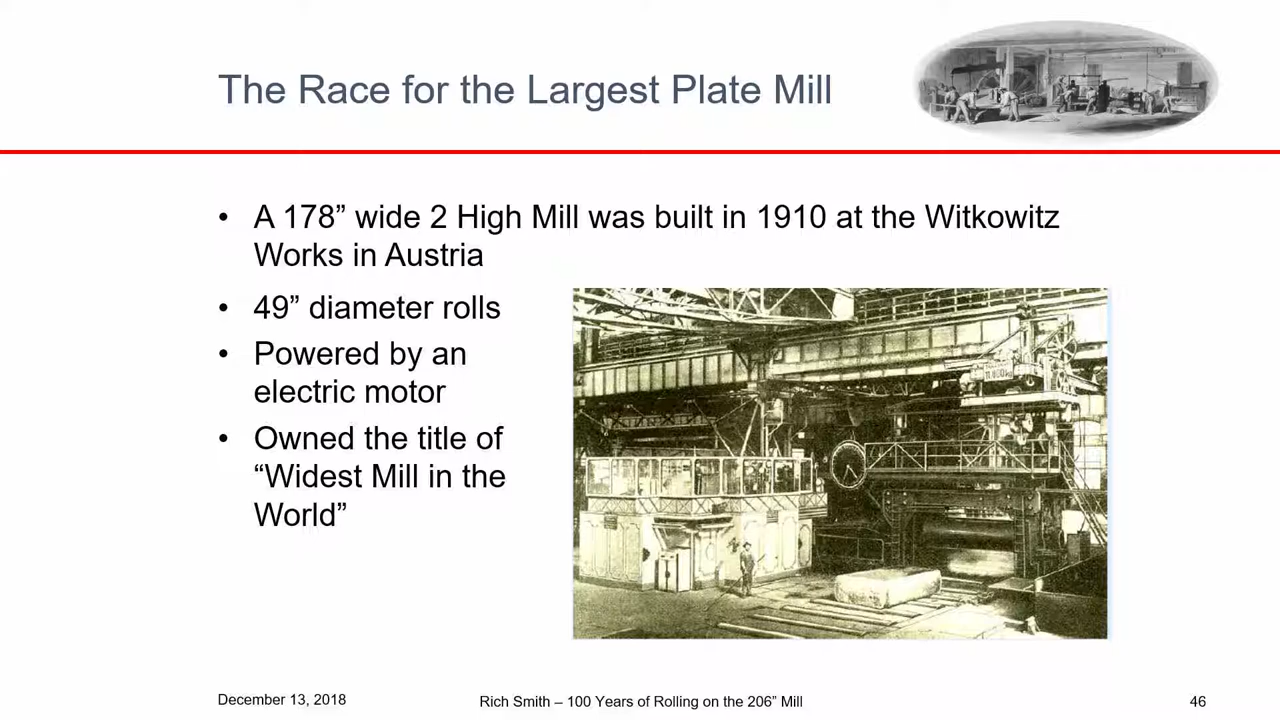 The Race for the Largest Plate Mill
• A 178” wide 2 High Mill was built in 1910 at the Witkowitz
Works in Austria
• 49” diameter rolls
• Powered by an
electric motor
• Owned the title of
“Widest Mill in the
World”
December 13, 2018
Rich Smith – 100 Years of Rolling on the 206” Mill
46